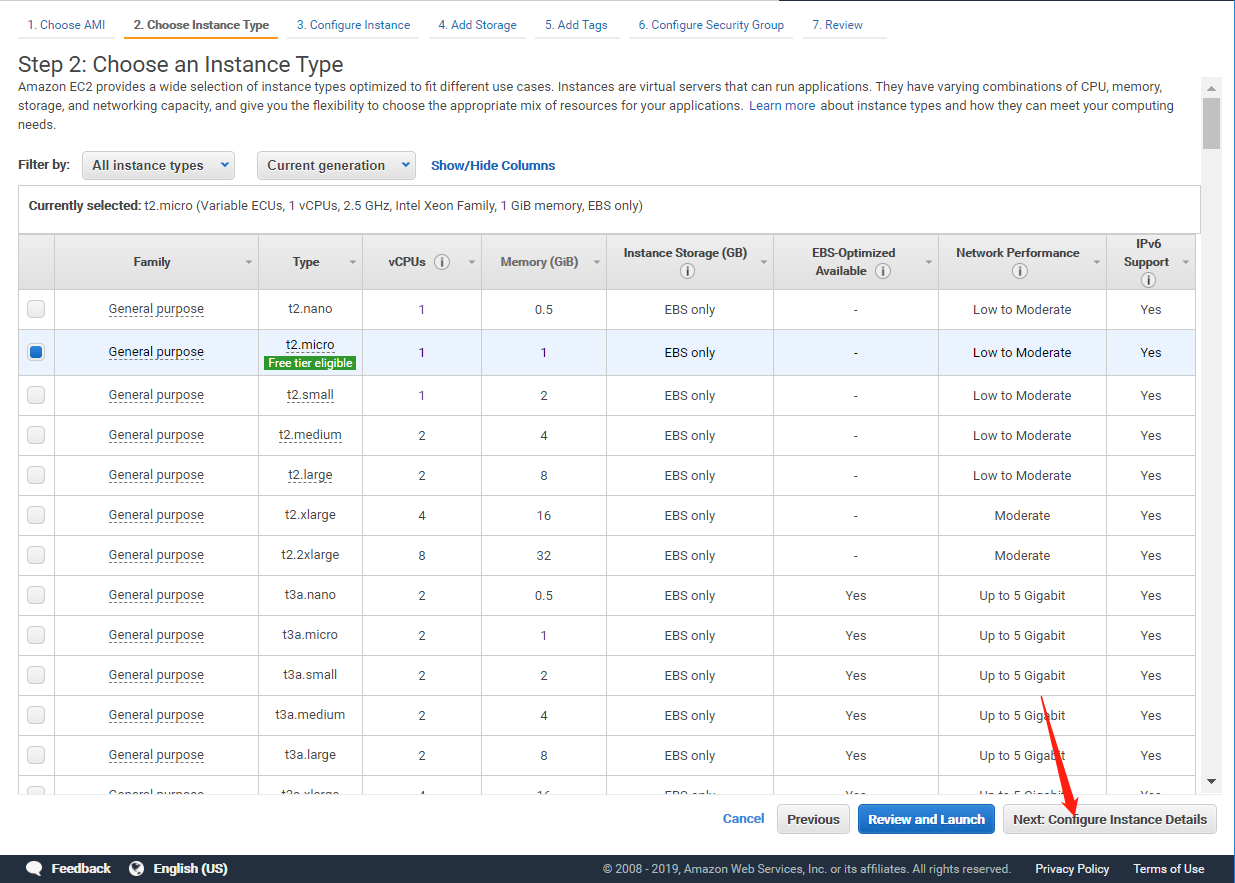 1. Choose AMI 2. Choose Instance Type 3. Configure Instance 4. Add Storage 5. Add Tags 6. Configure Security Group 7. Review
Step 2: Choose an Instance Type
Amazon EC2 provides a wide selection of instance types optimized to fit different use cases. Instances are virtual servers that can run applications. They have varying combinations of CPU, memory,
storage, and networking capacity, and give you the flexibility to choose the appropriate mix of resources for your applications. Learn more about instance types and how they can meet your computing
needs.
Filter by: All instance types Current generation Show/Hide Columns
Currently selected: t2.micro (Variable ECUs, 1 vCPUs, 2.5 GHz, Intel Xeon Family, 1 GiB memory, EBS only)
Family Type vCPUs Memory (GiB) Instance Storage (GB) EBS-Optimized Available Network Performance IPv6 Support
General purpose t2.nano 1 0.5 EBS only - Low to Moderate Yes
General purpose t2.micro Free tier eligible 1 1 EBS only - Low to Moderate Yes
General purpose t2.small 1 2 EBS only - Low to Moderate Yes
General purpose t2.medium 2 4 EBS only - Low to Moderate Yes
General purpose t2.large 2 8 EBS only - Low to Moderate Yes
General purpose t2.xlarge 4 16 EBS only - Moderate Yes
General purpose t2.2xlarge 8 32 EBS only - Moderate Yes
General purpose t3a.nano 2 0.5 EBS only Yes Up to 5 Gigabit Yes
General purpose t3a.micro 2 1 EBS only Yes Up to 5 Gigabit Yes
General purpose t3a.small 2 2 EBS only Yes Up to 5 Gigabit Yes
General purpose t3a.medium 2 4 EBS only Yes Up to 5 Gigabit Yes
General purpose t3a.large 2 8 EBS only Yes Up to 5 Gigabit Yes
General purpose t3a.xlarge 4 16 EBS only Yes Up to 5 Gigabit Yes
Cancel Previous Review and Launch Next: Configure Instance Details
Feedback English (US) © 2008 - 2019, Amazon Web Services, Inc. or its affiliates. All rights reserved. Privacy Policy Terms of Use